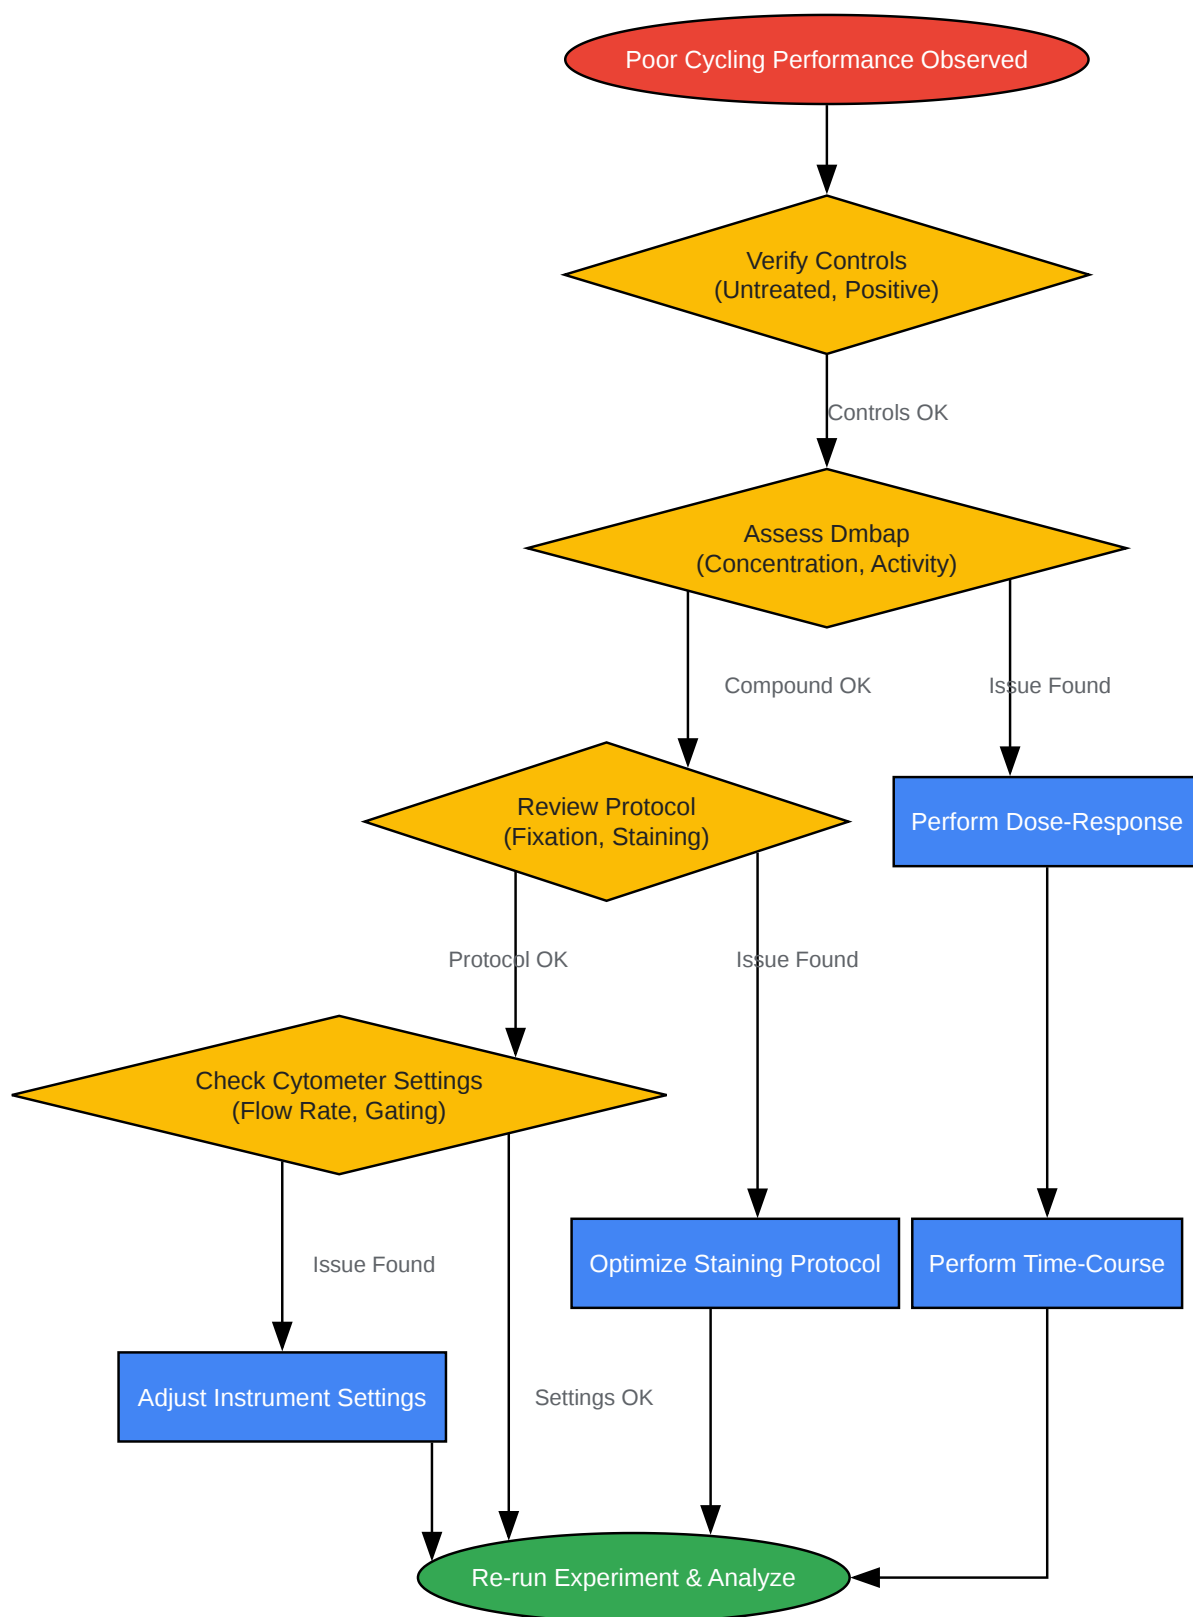 Poor Cycling Performance Observed
Verify Controls
(Untreated, Positive)
Controls OK
Assess Dmbap
(Concentration, Activity)
Compound OK
Issue Found
Review Protocol
(Fixation, Staining)
Perform Dose-Response
Protocol OK
Issue Found
Check Cytometer Settings
(Flow Rate, Gating)
Issue Found
Optimize Staining Protocol
Perform Time-Course
Adjust Instrument Settings
Settings OK
Re-run Experiment & Analyze